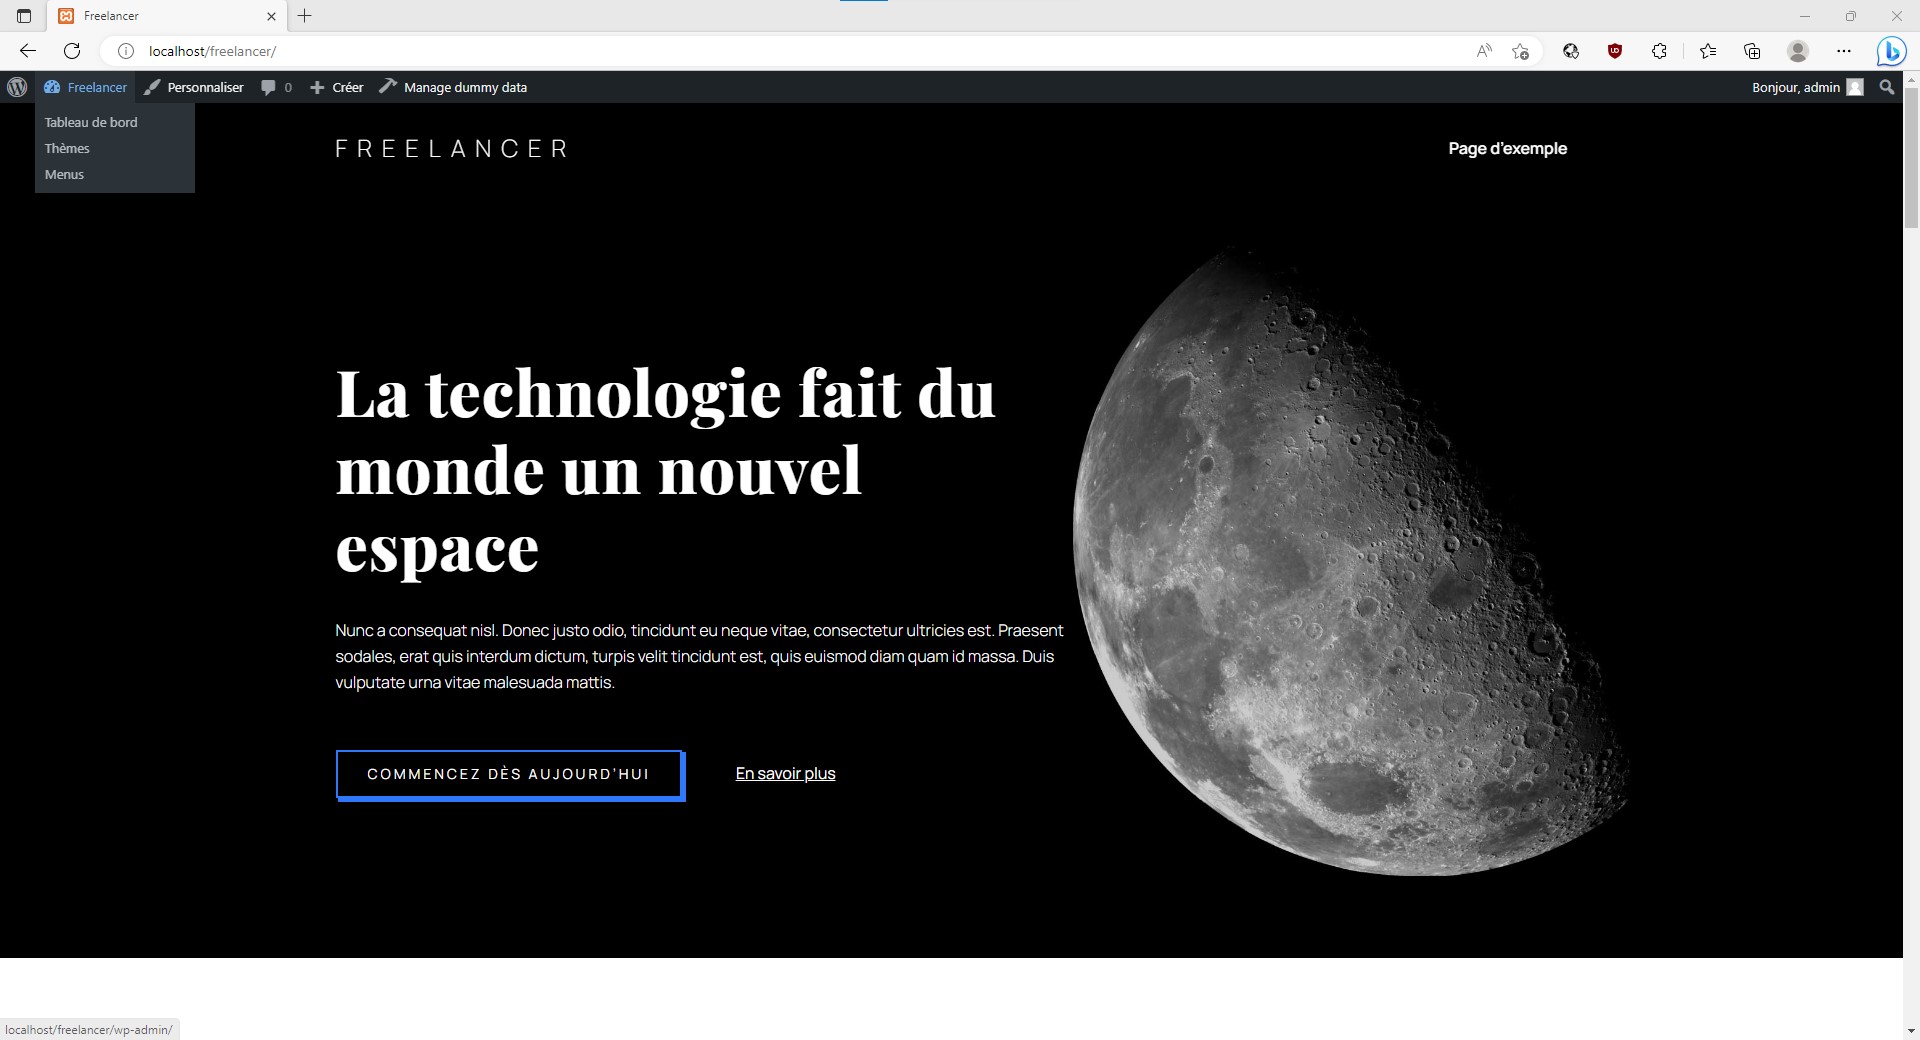 Freelancer
localhost/freelancer/
Freelancer
Personnaliser
0
Créer
Manage dummy data
Bonjour, admin
Tableau de bord
Thèmes
Menus
FREELANCER
Page d’exemple
La technologie fait du
monde un nouvel
espace
Nunc a consequat nisl. Donec justo odio, tincidunt eu neque vitae, consectetur ultricies est. Praesent
sodales, erat quis interdum dictum, turpis velit tincidunt est, quis euismod diam quam id massa. Duis
vulputate urna vitae malesuada mattis.
COMMENCEZ DÈS AUJOURD’HUI
En savoir plus
localhost/freelancer/wp-admin/